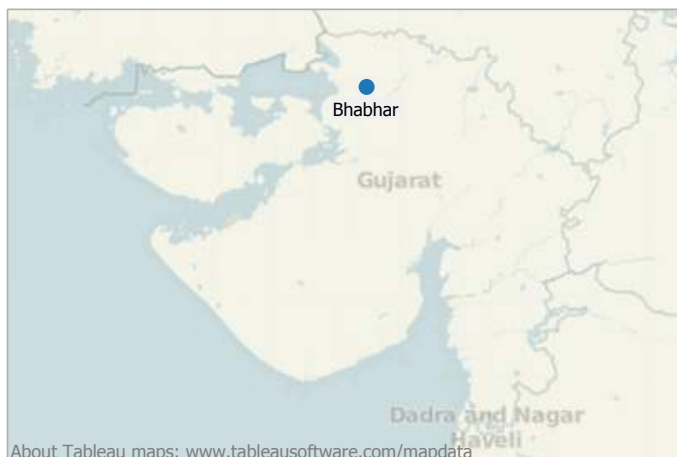 Bhabhar
Gujarat
Dadra and Nagar
Haveli
About Tableau maps: www.tableausoftware.com/mapdata